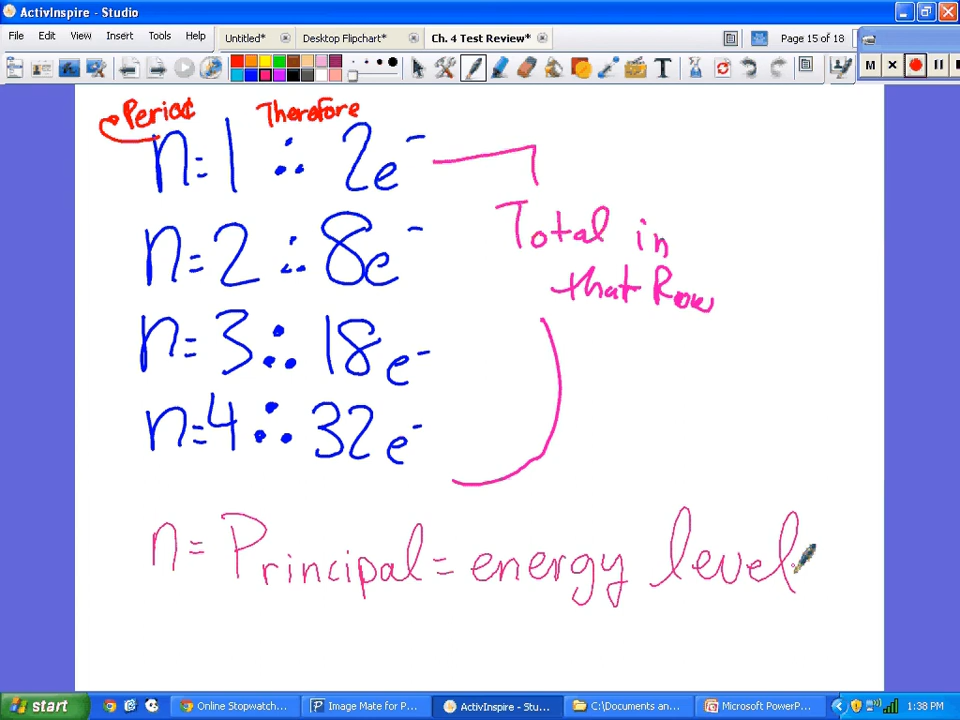 ActivInspire - Studio
File Edit View Insert Tools Help Untitled* Desktop Flipchart* Ch. 4 Test Review* Page 15 of 18
M
Period Therefore
n=1 ∴ 2e⁻
Total in
that Row
n=2 ∴ 8e⁻
n=3 ∴ 18e⁻
n=4 ∴ 32e⁻
n= Principal = energy level
start Online Stopwatch... Image Mate for P... ActivInspire - Stu... C:\Documents an... Microsoft PowerP... 1:38 PM